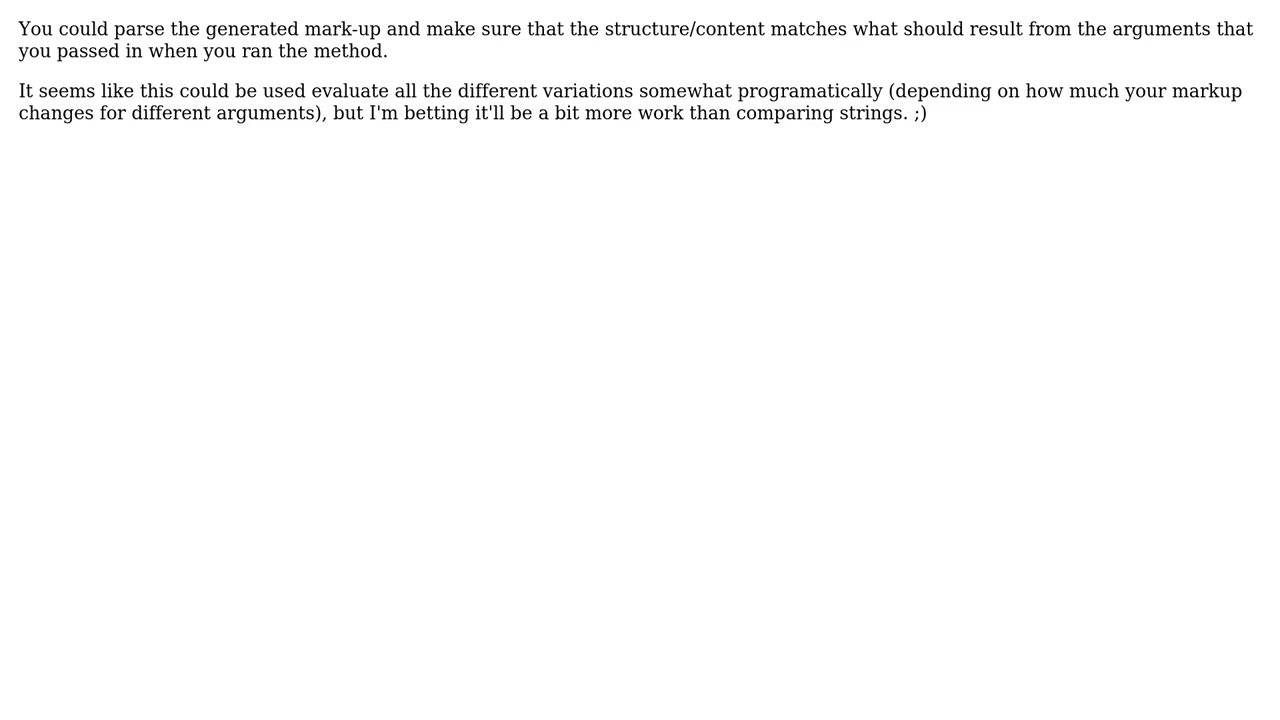 You could parse the generated mark-up and make sure that the structure/content matches what should result from the arguments that
you passed in when you ran the method.
It seems like this could be used evaluate all the different variations somewhat programatically (depending on how much your markup
changes for different arguments), but I'm betting it'll be a bit more work than comparing strings. ;)